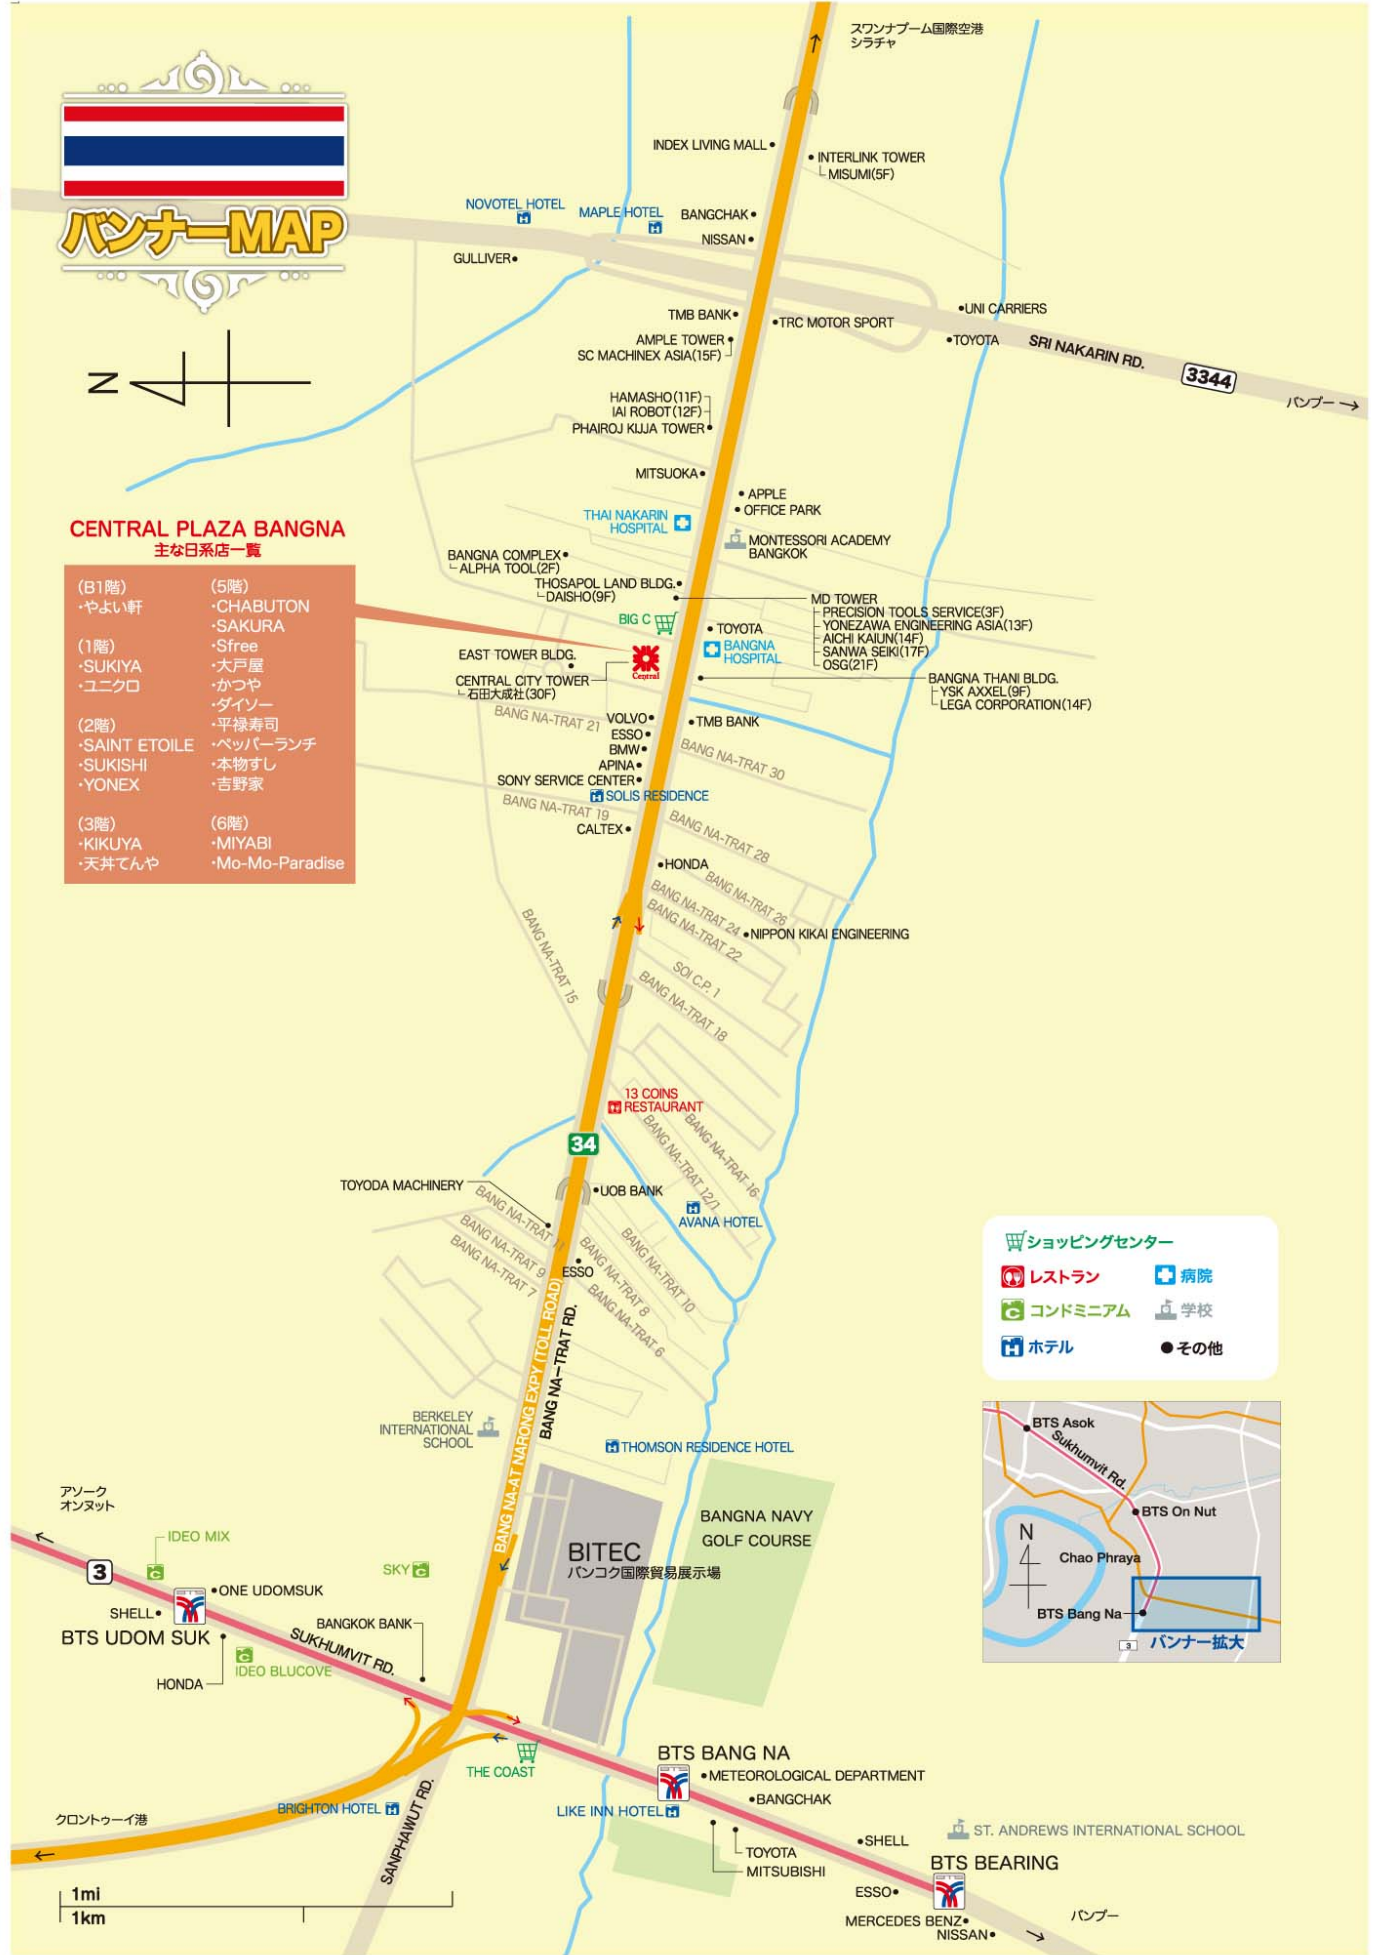 スワンナプーム国際空港
シラチャ
バンナーMAP
N
INDEX LIVING MALL
INTERLINK TOWER
MISUMI(5F)
NOVOTEL HOTEL
MAPLE HOTEL
BANGCHAK
NISSAN
GULLIVER
UNI CARRIERS
TMB BANK
TRC MOTOR SPORT
AMPLE TOWER
SC MACHINEX ASIA(15F)
TOYOTA
SRI NAKARIN RD.
3344
バンプー
HAMASHO(11F)
IAI ROBOT(12F)
PHAIROJ KIJJA TOWER
MITSUOKA
APPLE
OFFICE PARK
THAI NAKARIN
HOSPITAL
MONTESSORI ACADEMY
BANGKOK
BANGNA COMPLEX
ALPHA TOOL(2F)
THOSAPOL LAND BLDG.
DAISHO(9F)
MD TOWER
PRECISION TOOLS SERVICE(3F)
YONEZAWA ENGINEERING ASIA(13F)
AICHI KAIUN(14F)
SANWA SEIKI(17F)
OSG(21F)
BIG C
TOYOTA
BANGNA
HOSPITAL
EAST TOWER BLDG.
Central
CENTRAL CITY TOWER
石田大成社(30F)
BANGNA THANI BLDG.
YSK AXXEL(9F)
LEGA CORPORATION(14F)
CENTRAL PLAZA BANGNA
主な日系店一覧
(B1階)
・やよい軒
(1階)
・SUKIYA
・ユニクロ
(2階)
・SAINT ETOILE
・SUKISHI
・YONEX
(3階)
・KIKUYA
・天丼てんや
(5階)
・CHABUTON
・SAKURA
・Sfree
・大戸屋
・かつや
・ダイソー
・平禄寿司
・ペッパーランチ
・本物すし
・吉野家
(6階)
・MIYABI
・Mo-Mo-Paradise
BANG NA-TRAT 21
VOLVO
ESSO
BMW
APINA
SONY SERVICE CENTER
TMB BANK
BANG NA-TRAT 30
SOLIS RESIDENCE
BANG NA-TRAT 19
CALTEX
BANG NA-TRAT 28
HONDA
BANG NA-TRAT 26
BANG NA-TRAT 24
BANG NA-TRAT 22
NIPPON KIKAI ENGINEERING
BANG NA-TRAT 15
SOI C.P. 1
BANG NA-TRAT 18
13 COINS
RESTAURANT
34
BANG NA-TRAT 16
BANG NA-TRAT 12/1
TOYODA MACHINERY
UOB BANK
AVANA HOTEL
BANG NA-TRAT 11
BANG NA-TRAT 9
BANG NA-TRAT 7
ESSO
BANG NA-TRAT 10
BANG NA-TRAT 8
BANG NA-TRAT 6
BANG NA-AT NARONG EXPY (TOLL ROAD)
BANG NA-TRAT RD.
BERKELEY
INTERNATIONAL
SCHOOL
THOMSON RESIDENCE HOTEL
BANGNA NAVY
GOLF COURSE
BITEC
バンコク国際貿易展示場
ショッピングセンター
レストラン
病院
コンドミニアム
学校
ホテル
その他
BTS Asok
Sukhumvit Rd.
BTS On Nut
N
Chao Phraya
BTS Bang Na
3
バンナー拡大
アソーク
オンヌット
3
IDEO MIX
SKY
ONE UDOMSUK
SHELL
BTS UDOM SUK
BANGKOK BANK
SUKHUMVIT RD.
IDEO BLUCOVE
HONDA
THE COAST
BTS BANG NA
METEOROLOGICAL DEPARTMENT
BANGCHAK
クロントゥーイ港
BRIGHTON HOTEL
SANPHAWUT RD.
LIKE INN HOTEL
TOYOTA
MITSUBISHI
SHELL
ST. ANDREWS INTERNATIONAL SCHOOL
BTS BEARING
ESSO
MERCEDES BENZ
NISSAN
バンプー
1mi
1km